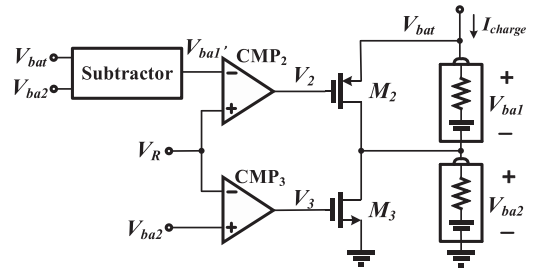 V_bat I_charge
V_bat
V_ba2
Subtractor
V_ba1'
CMP_2
−
+
V_2
M_2
+
V_ba1
−
V_R
CMP_3
−
+
V_3
M_3
V_ba2
+
V_ba2
−